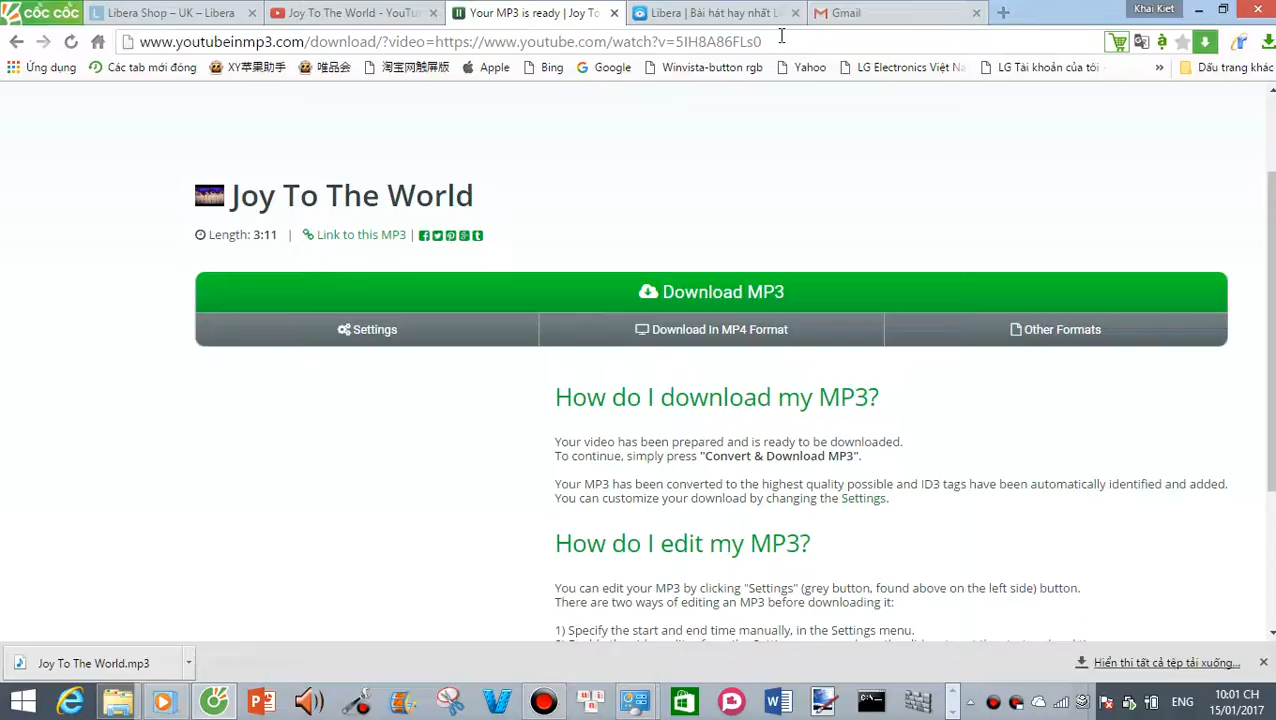 cốc cốc
Libera Shop – UK – Libera
Joy To The World - YouTu
Your MP3 is ready | Joy To
Libera | Bài hát hay nhất L
Gmail
Khai Kiet
www.youtubeinmp3.com/download/?video=https://www.youtube.com/watch?v=5IH8A86FLs0
Ứng dụng Các tab mới đóng XY苹果助手 唯品会 淘宝网触屏版 Apple Bing Google Winvista-button rgb Yahoo LG Electronics Việt Na LG Tài khoản của tôi » Dấu trang khác
Joy To The World
Length: 3:11 | Link to this MP3 |
Download MP3
Settings
Download In MP4 Format
Other Formats
How do I download my MP3?
Your video has been prepared and is ready to be downloaded.
To continue, simply press "Convert & Download MP3".
Your MP3 has been converted to the highest quality possible and ID3 tags have been automatically identified and added.
You can customize your download by changing the Settings.
How do I edit my MP3?
You can edit your MP3 by clicking "Settings" (grey button, found above on the left side) button.
There are two ways of editing an MP3 before downloading it:
1) Specify the start and end time manually, in the Settings menu.
Joy To The World.mp3
Hiển thị tất cả tệp tải xuống...
ENG
10:01 CH
15/01/2017